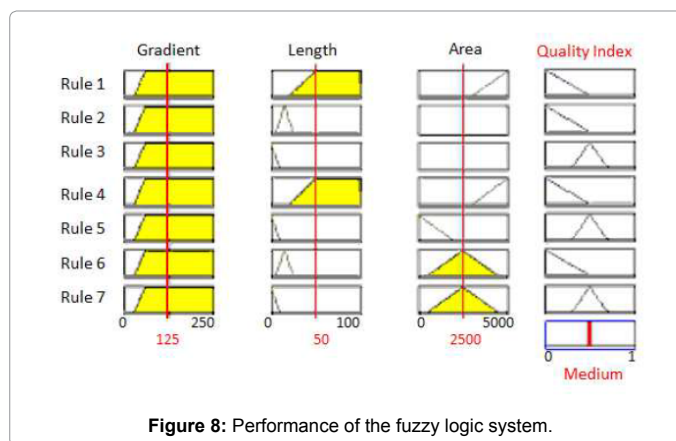 Gradient Length Area Quality Index
Rule 1
Rule 2
Rule 3
Rule 4
Rule 5
Rule 6
Rule 7
0 250 0 100 0 5000
125 50 2500
0 1
Medium
Figure 8: Performance of the fuzzy logic system.